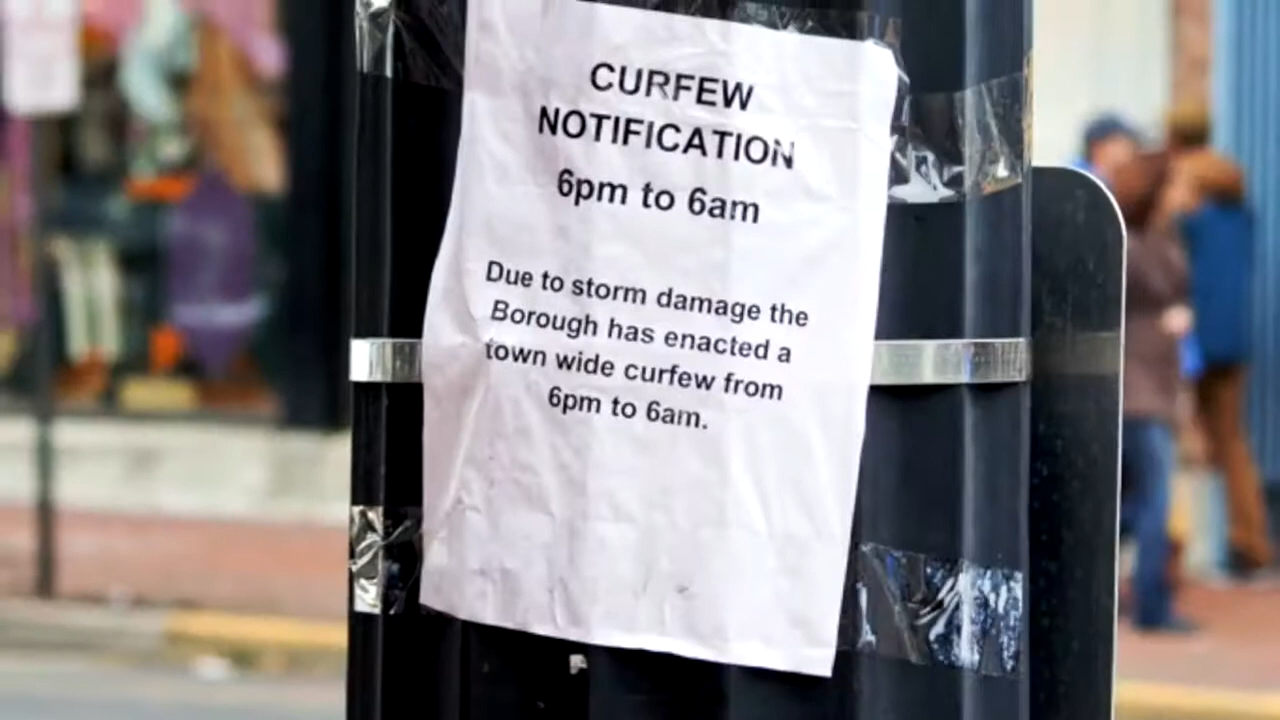 CURFEW
NOTIFICATION
6pm to 6am
Due to storm damage the
Borough has enacted a
town wide curfew from
6pm to 6am.